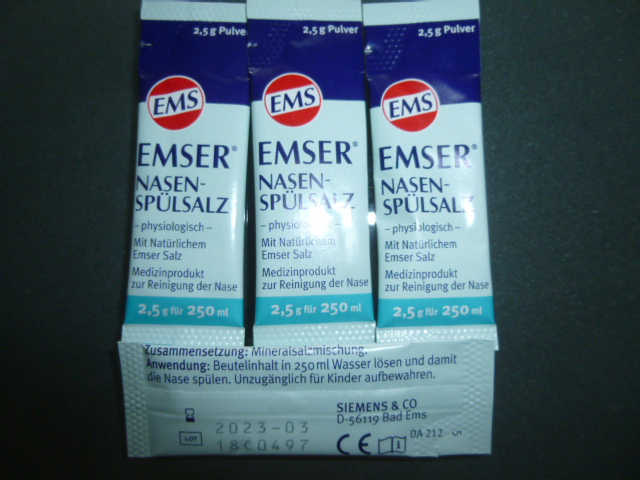 2,5 g Pulver
EMS
EMSER®
NASEN-
SPÜLSALZ
- physiologisch -
Mit Natürlichem
Emser Salz
Medizinprodukt
zur Reinigung der Nase
2,5 g für 250 ml
2,5 g Pulver
EMS
EMSER®
NASEN-
SPÜLSALZ
- physiologisch -
Mit Natürlichem
Emser Salz
Medizinprodukt
zur Reinigung der Nase
2,5 g für 250 ml
2,5 g Pulver
EMS
EMSER®
NASEN-
SPÜLSALZ
- physiologisch -
Mit Natürlichem
Emser Salz
Medizinprodukt
zur Reinigung der Nase
2,5 g für 250 ml
Zusammensetzung: Mineralsalzmischung.
Anwendung: Beutelinhalt in 250 ml Wasser lösen und damit
die Nase spülen. Unzugänglich für Kinder aufbewahren.
SIEMENS & CO
D-56119 Bad Ems
2023-03
LOT 18C0497
CE DA 212 5